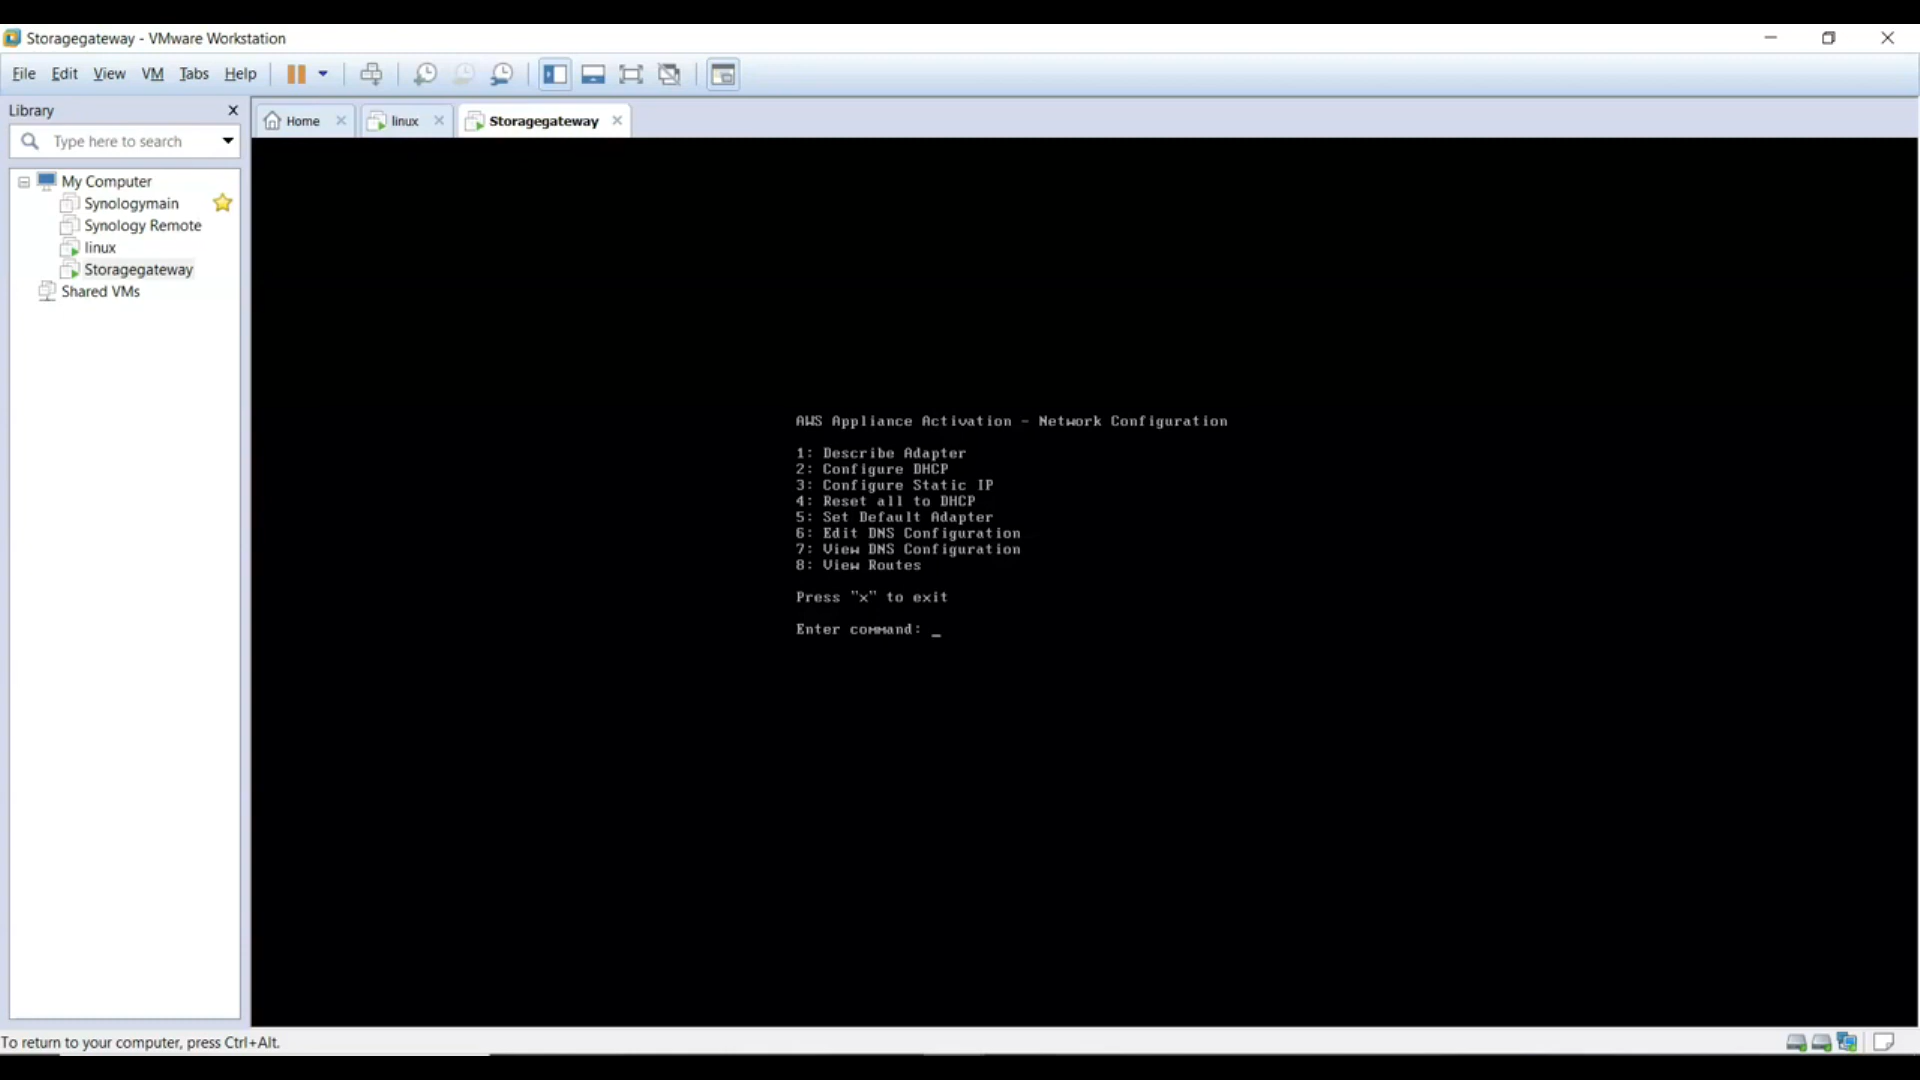 Storagegateway - VMware Workstation
File Edit View VM Tabs Help
Library
Home linux Storagegateway
Type here to search
My Computer
Synologymain
Synology Remote
linux
Storagegateway
Shared VMs
AWS Appliance Activation - Network Configuration
1: Describe Adapter
2: Configure DHCP
3: Configure Static IP
4: Reset all to DHCP
5: Set Default Adapter
6: Edit DNS Configuration
7: View DNS Configuration
8: View Routes
Press "x" to exit
Enter command: _
To return to your computer, press Ctrl+Alt.